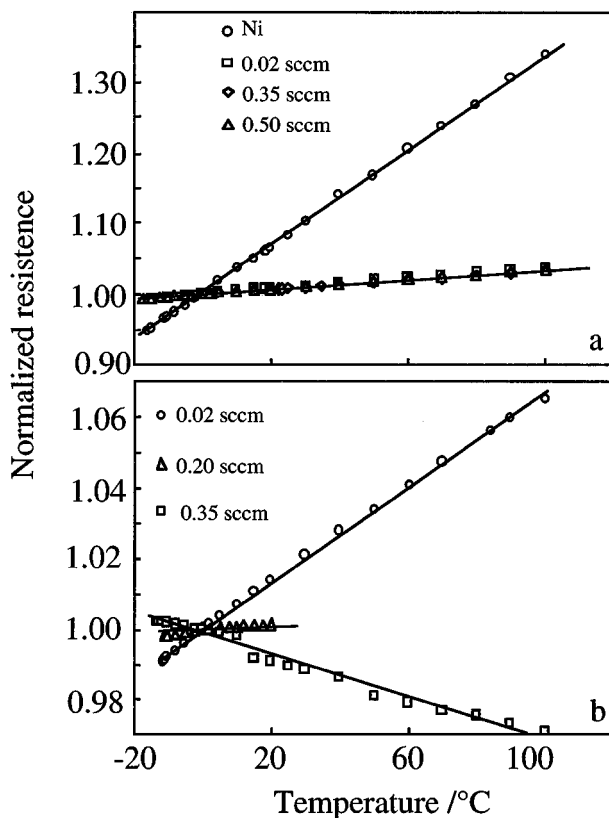 Normalized resistence
1.30
1.20
1.10
1.00
0.90
Ni
0.02 sccm
0.35 sccm
0.50 sccm
a
1.06
1.04
1.02
1.00
0.98
0.02 sccm
0.20 sccm
0.35 sccm
b
-20 20 60 100
Temperature /°C